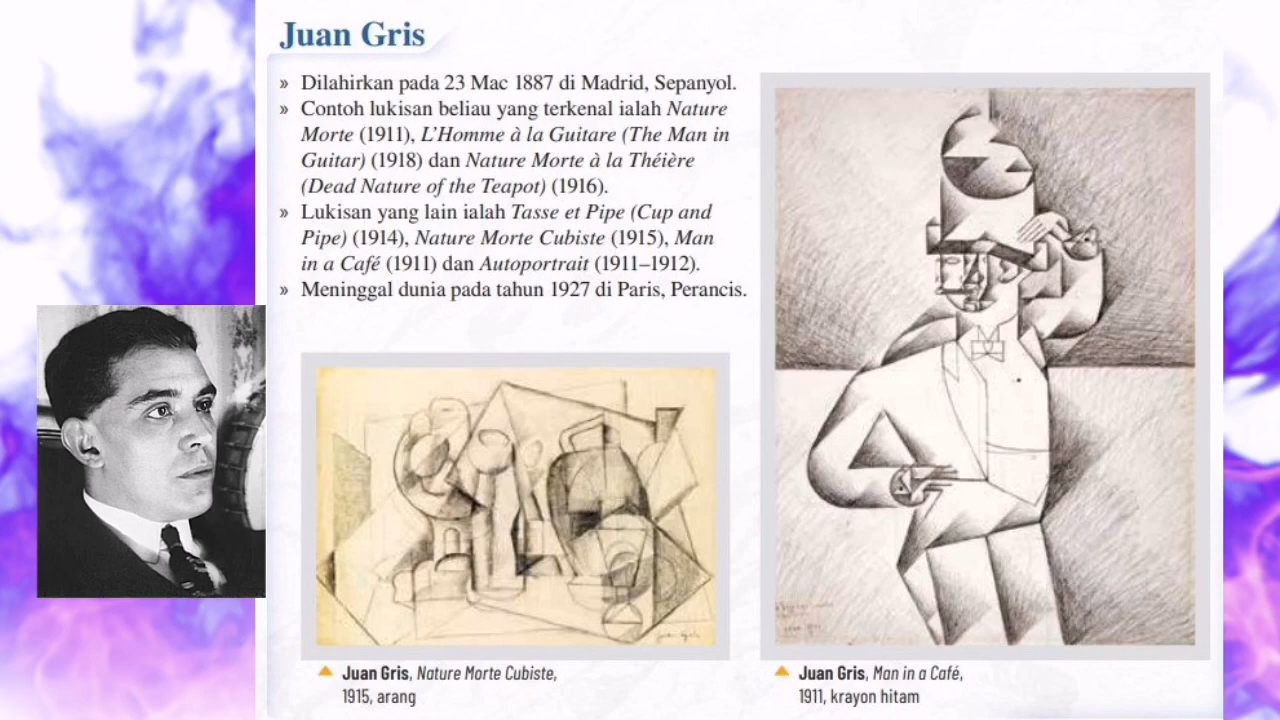 Juan Gris
» Dilahirkan pada 23 Mac 1887 di Madrid, Sepanyol.
» Contoh lukisan beliau yang terkenal ialah Nature
Morte (1911), L’Homme à la Guitare (The Man in
Guitar) (1918) dan Nature Morte à la Théière
(Dead Nature of the Teapot) (1916).
» Lukisan yang lain ialah Tasse et Pipe (Cup and
Pipe) (1914), Nature Morte Cubiste (1915), Man
in a Café (1911) dan Autoportrait (1911–1912).
» Meninggal dunia pada tahun 1927 di Paris, Perancis.
Juan Gris, Nature Morte Cubiste,
1915, arang
Juan Gris, Man in a Café,
1911, krayon hitam